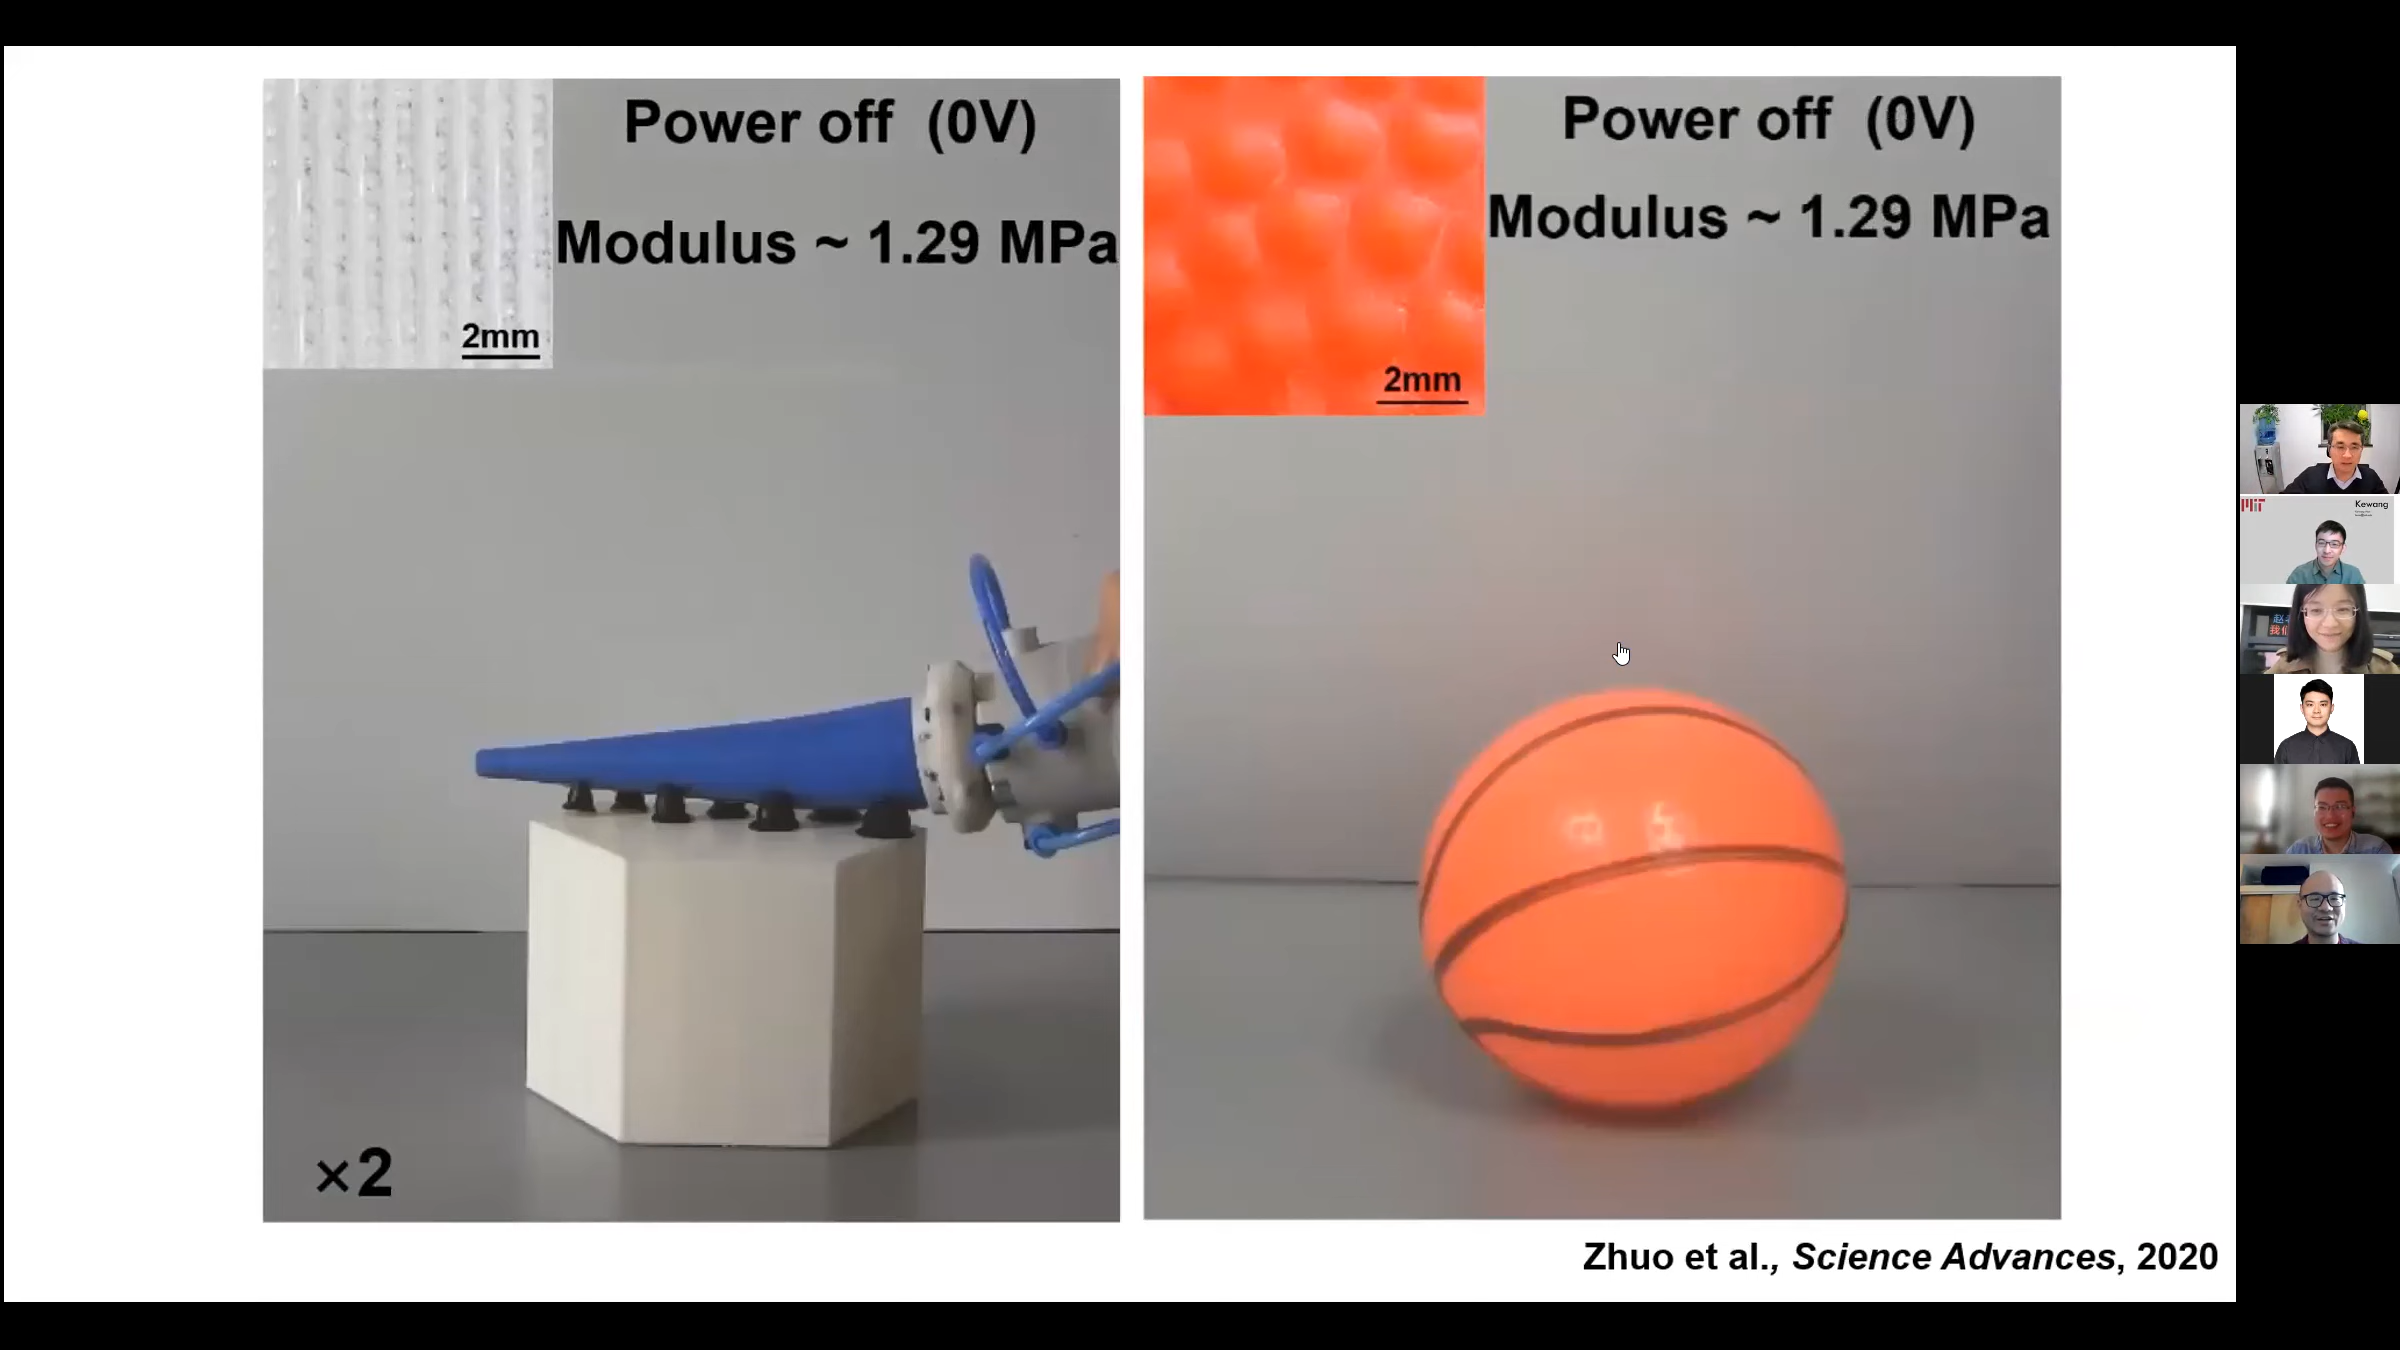 Power off (0V)
Modulus ~ 1.29 MPa
2mm
×2
Power off (0V)
Modulus ~ 1.29 MPa
2mm
Zhuo et al., Science Advances, 2020
MIT
Kewang